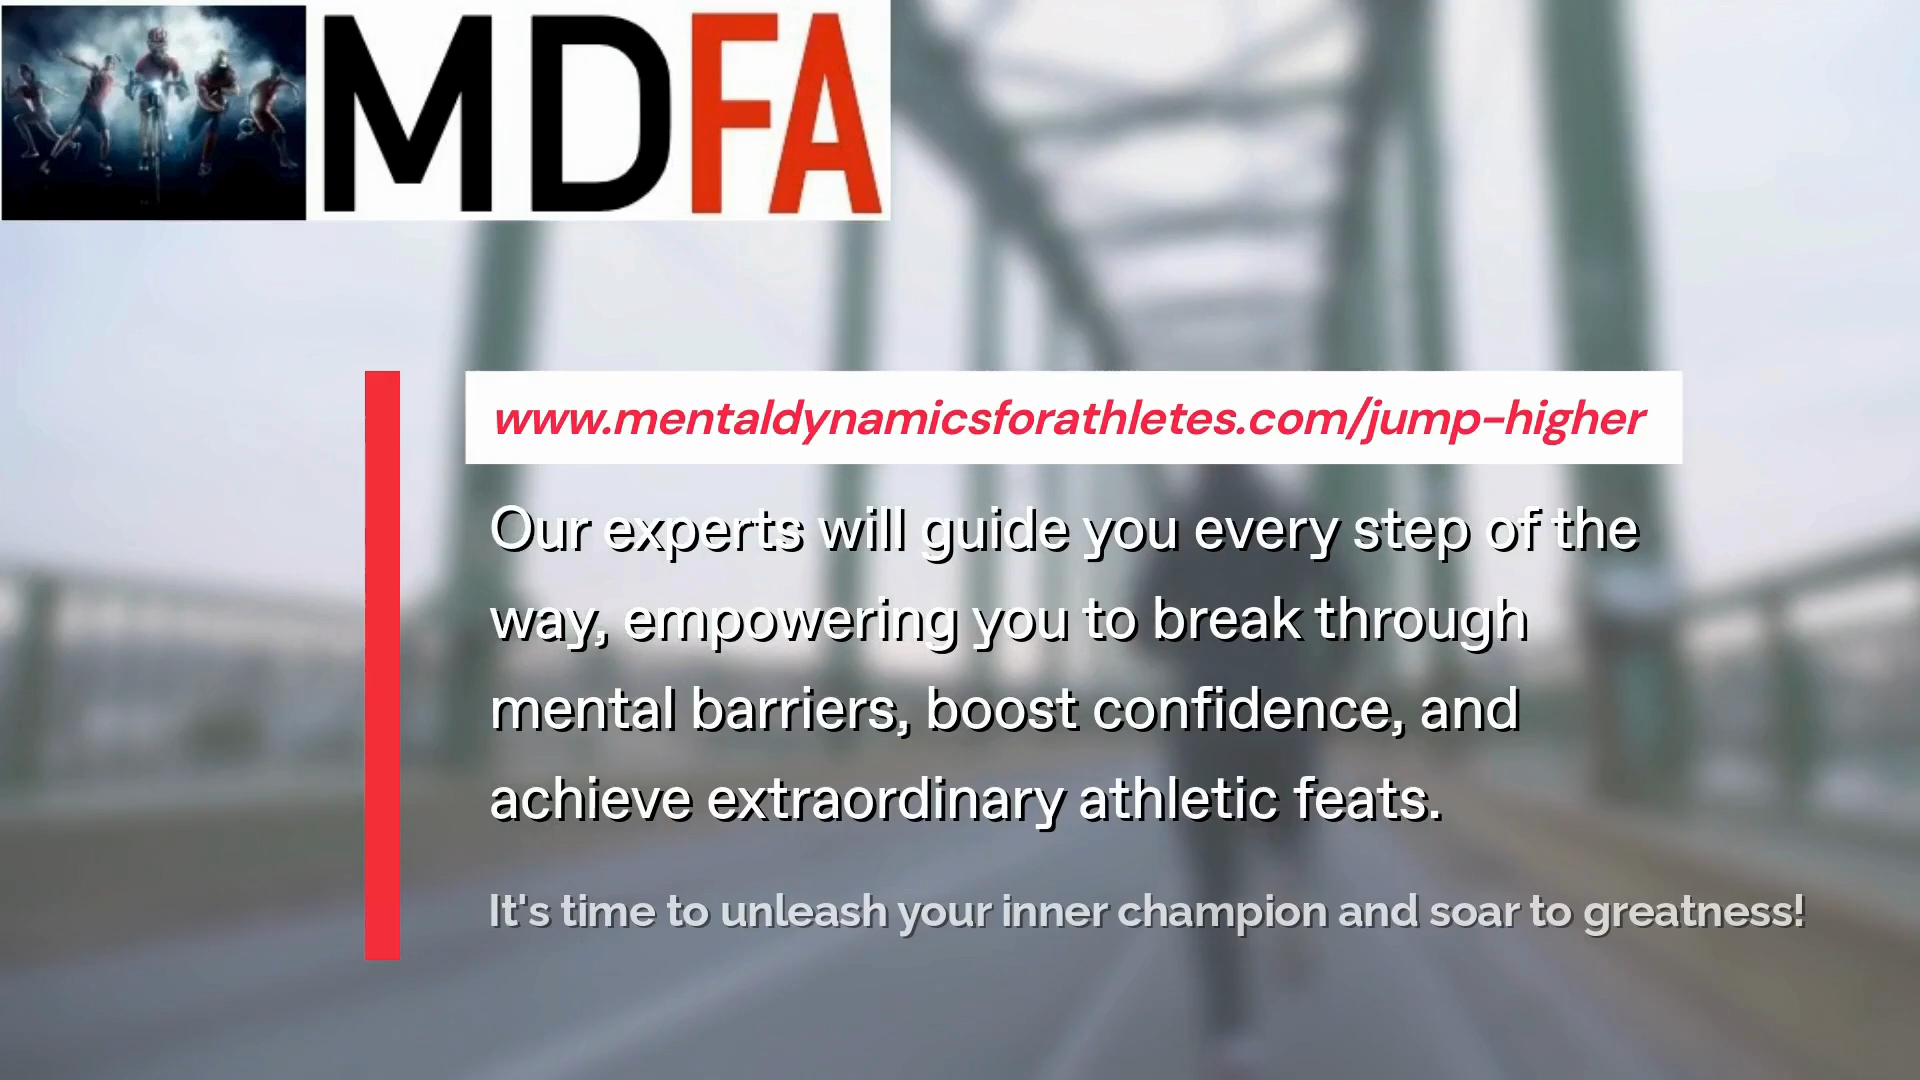 MDFA
www.mentaldynamicsforathletes.com/jump-higher
Our experts will guide you every step of the
way, empowering you to break through
mental barriers, boost confidence, and
achieve extraordinary athletic feats.
It's time to unleash your inner champion and soar to greatness!